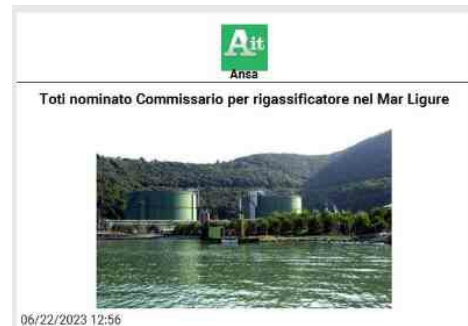 Ait
Ansa
Toti nominato Commissario per rigassificatore nel Mar Ligure
06/22/2023 12:56